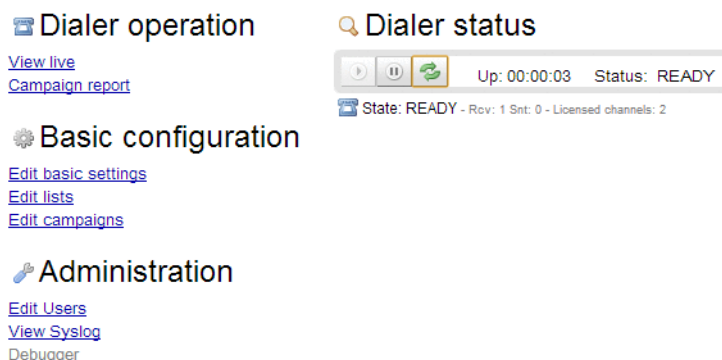 Dialer operation
View live
Campaign report
Basic configuration
Edit basic settings
Edit lists
Edit campaigns
Administration
Edit Users
View Syslog
Debugger
Dialer status
Up: 00:00:03 Status: READY
State: READY - Rcv: 1 Snt: 0 - Licensed channels: 2